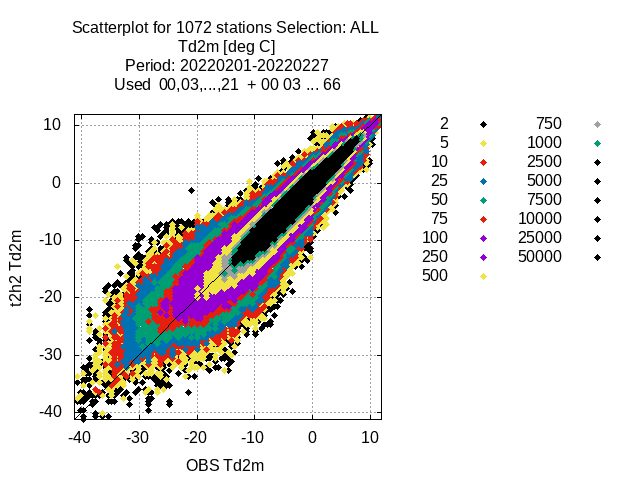 Scatterplot for 1072 stations Selection: ALL
Td2m [deg C]
Period: 20220201-20220227
Used 00,03,...,21 + 00 03 ... 66
t2h2 Td2m
10
0
-10
-20
-30
-40
-40 -30 -20 -10 0 10
OBS Td2m
2 750
5 1000
10 2500
25 5000
50 7500
75 10000
100 25000
250 50000
500